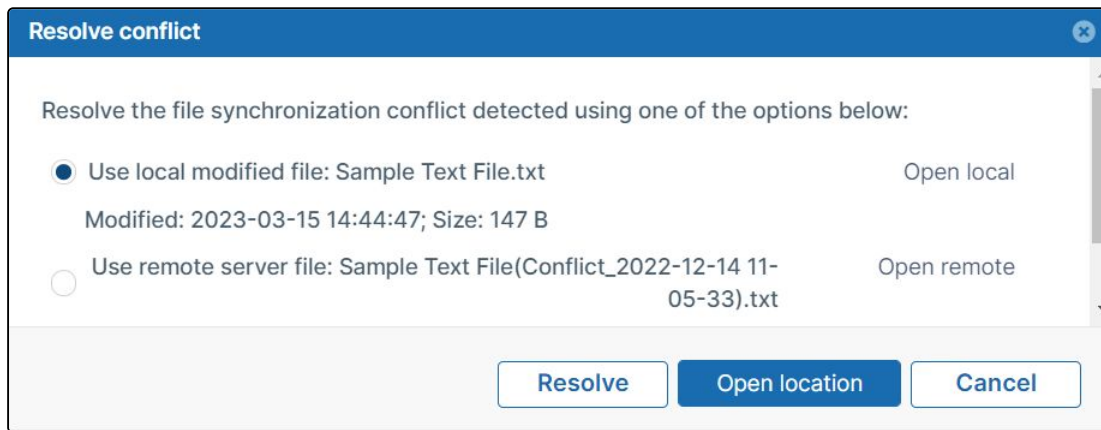 Resolve conflict
Resolve the file synchronization conflict detected using one of the options below:
Use local modified file: Sample Text File.txt Open local
Modified: 2023-03-15 14:44:47; Size: 147 B
Use remote server file: Sample Text File(Conflict_2022-12-14 11- Open remote
05-33).txt
Resolve Open location Cancel